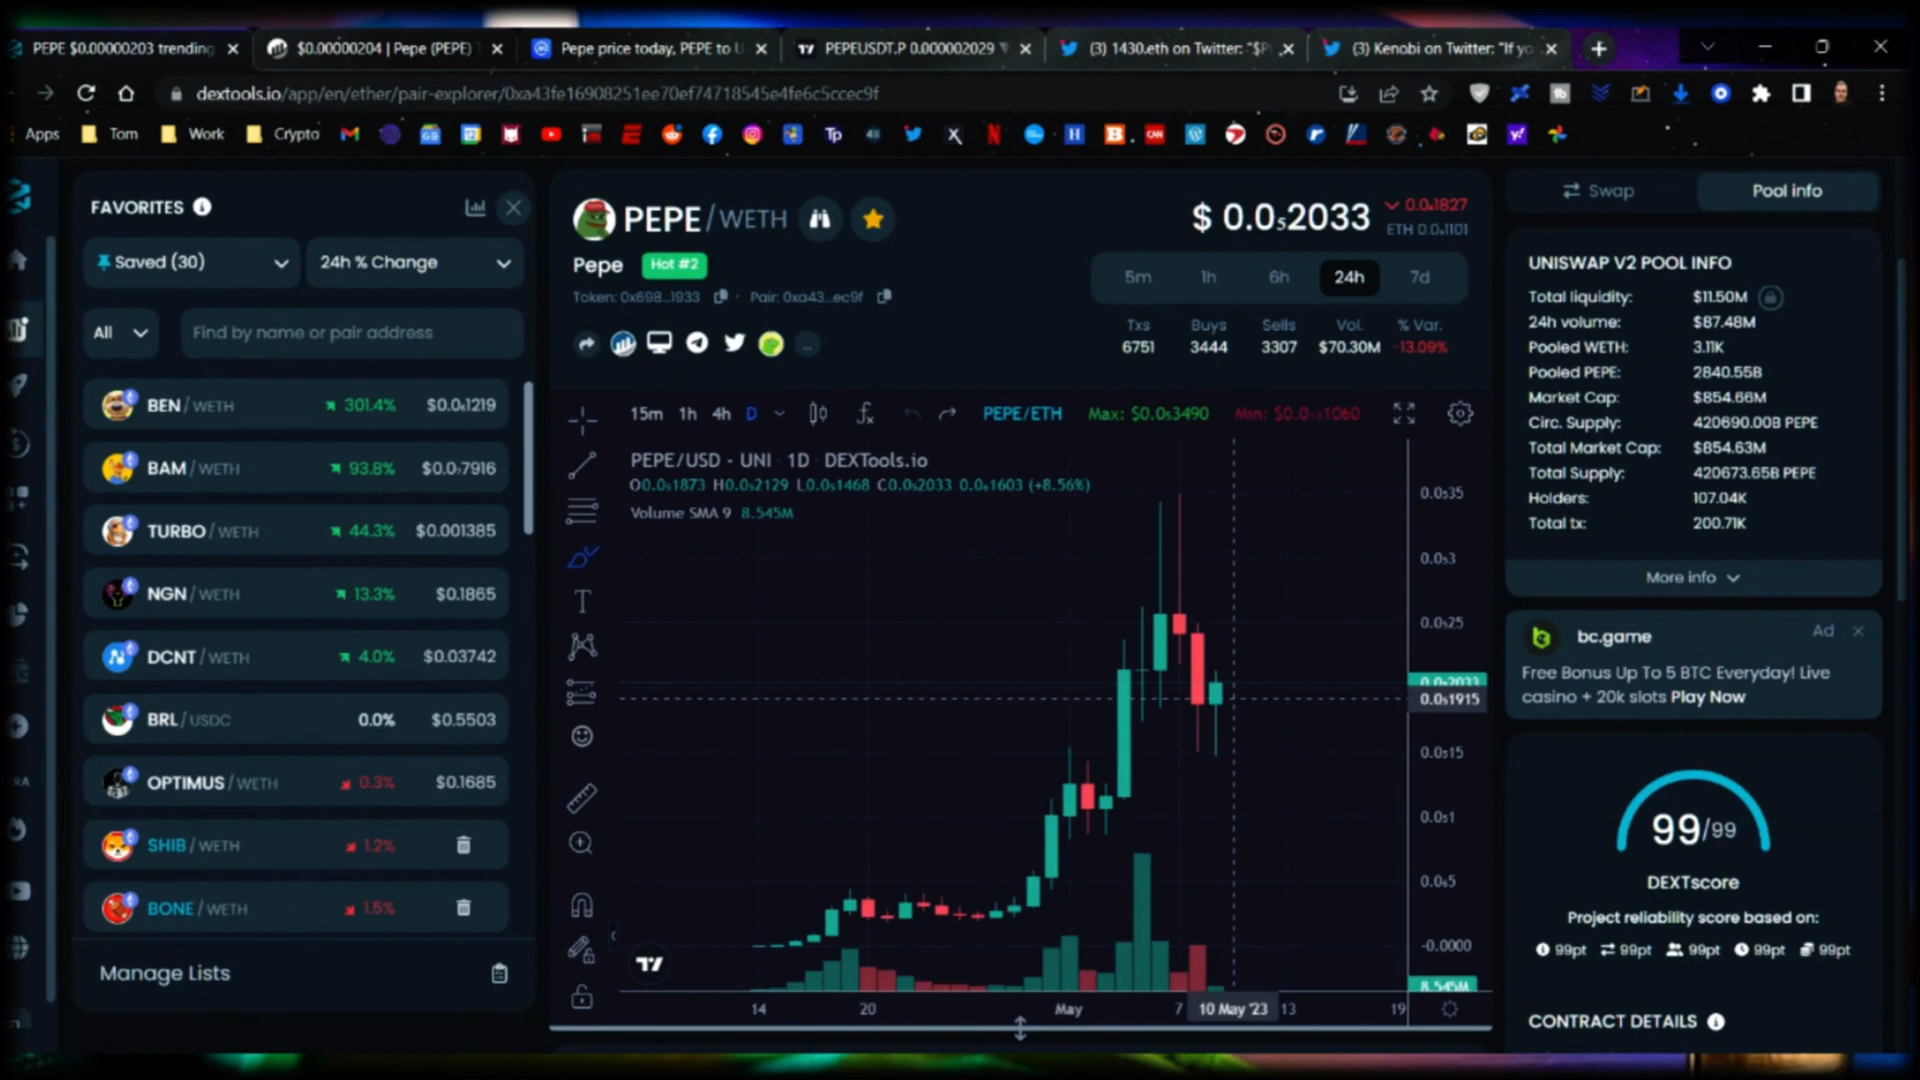 PEPE $0.00000203 trending
$0.00000204 | Pepe (PEPE)
Pepe price today, PEPE to U
PEPEUSDT.P 0.000002029
(3) 1430.eth on Twitter: "$P
(3) Kenobi on Twitter: "If yo
dextools.io/app/en/ether/pair-explorer/0xa43fe16908251ee70ef74718545e4fe6c5ccec9f
Apps Tom Work Crypto
FAVORITES
Saved (30) 24h % Change
All Find by name or pair address
BEN / WETH 301.4% $0.0₆1219
BAM / WETH 93.8% $0.0₇7916
TURBO / WETH 44.3% $0.001385
NGN / WETH 13.3% $0.1865
DCNT / WETH 4.0% $0.03742
BRL / USDC 0.0% $0.5503
OPTIMUS / WETH 0.3% $0.1685
SHIB / WETH 1.2%
BONE / WETH 1.5%
Manage Lists
PEPE / WETH
Pepe Hot #2
Token: 0x698...1933 · Pair: 0xa43...ec9f
$ 0.0₅2033 0.0₆1827
ETH 0.0₈1101
5m 1h 6h 24h 7d
Txs Buys Sells Vol. % Var.
6751 3444 3307 $70.30M -13.09%
15m 1h 4h D PEPE/ETH Max: $0.0₅3490
PEPE/USD - UNI 1D DEXTools.io
O0.0₅1873 H0.0₅2129 L0.0₅1468 C0.0₅2033 0.0₆1603 (+8.56%)
Volume SMA 9 8.545M
0.0₅35
0.0₅3
0.0₅25
0.0₅2033
0.0₅1915
0.0₅15
0.0₅1
0.0₆5
-0.0000
8.545M
14 20 May 7 10 May '23 13 19
Swap Pool info
UNISWAP V2 POOL INFO
Total liquidity: $11.50M
24h volume: $87.48M
Pooled WETH: 3.11K
Pooled PEPE: 2840.55B
Market Cap: $854.66M
Circ. Supply: 420690.00B PEPE
Total Market Cap: $854.63M
Total Supply: 420673.65B PEPE
Holders: 107.04K
Total tx: 200.71K
More info
bc.game Ad
Free Bonus Up To 5 BTC Everyday! Live
casino + 20k slots Play Now
99/99
DEXTscore
Project reliability score based on:
99pt 99pt 99pt 99pt 99pt
CONTRACT DETAILS